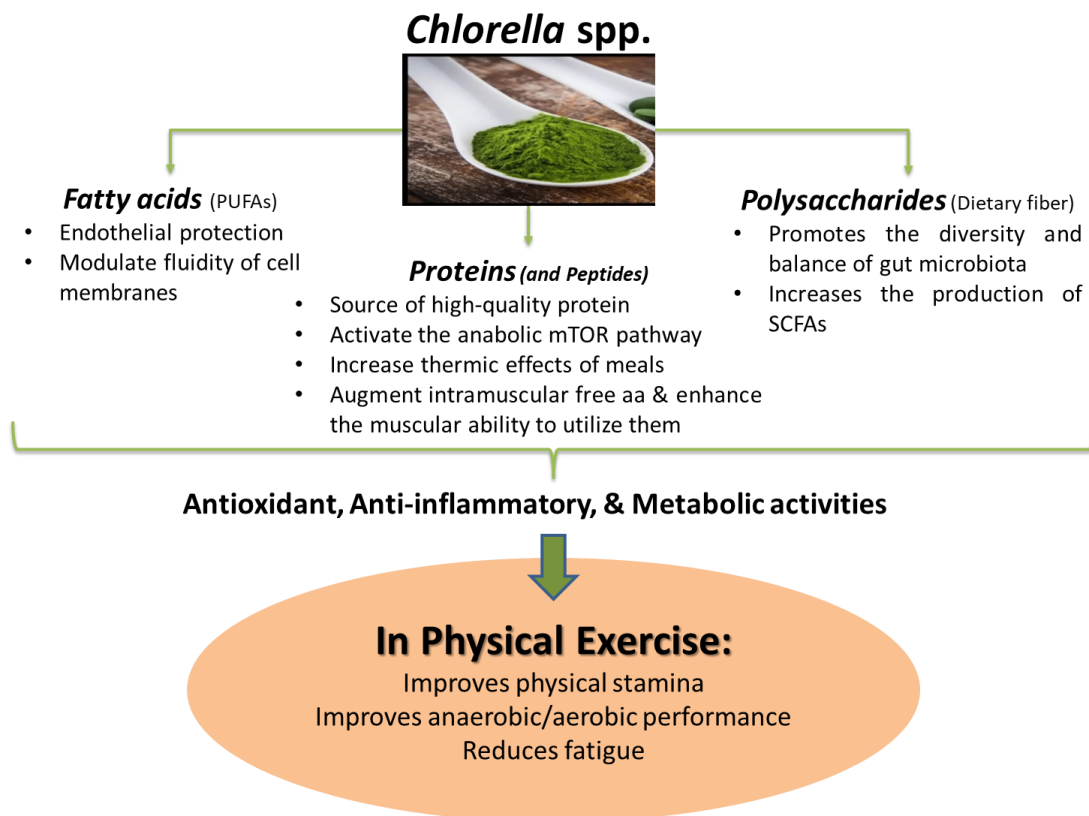 Chlorella spp.
Fatty acids (PUFAs)
• Endothelial protection
• Modulate fluidity of cell
membranes
Proteins (and Peptides)
• Source of high-quality protein
• Activate the anabolic mTOR pathway
• Increase thermic effects of meals
• Augment intramuscular free aa & enhance
the muscular ability to utilize them
Polysaccharides (Dietary fiber)
• Promotes the diversity and
balance of gut microbiota
• Increases the production of
SCFAs
Antioxidant, Anti-inflammatory, & Metabolic activities
In Physical Exercise:
Improves physical stamina
Improves anaerobic/aerobic performance
Reduces fatigue